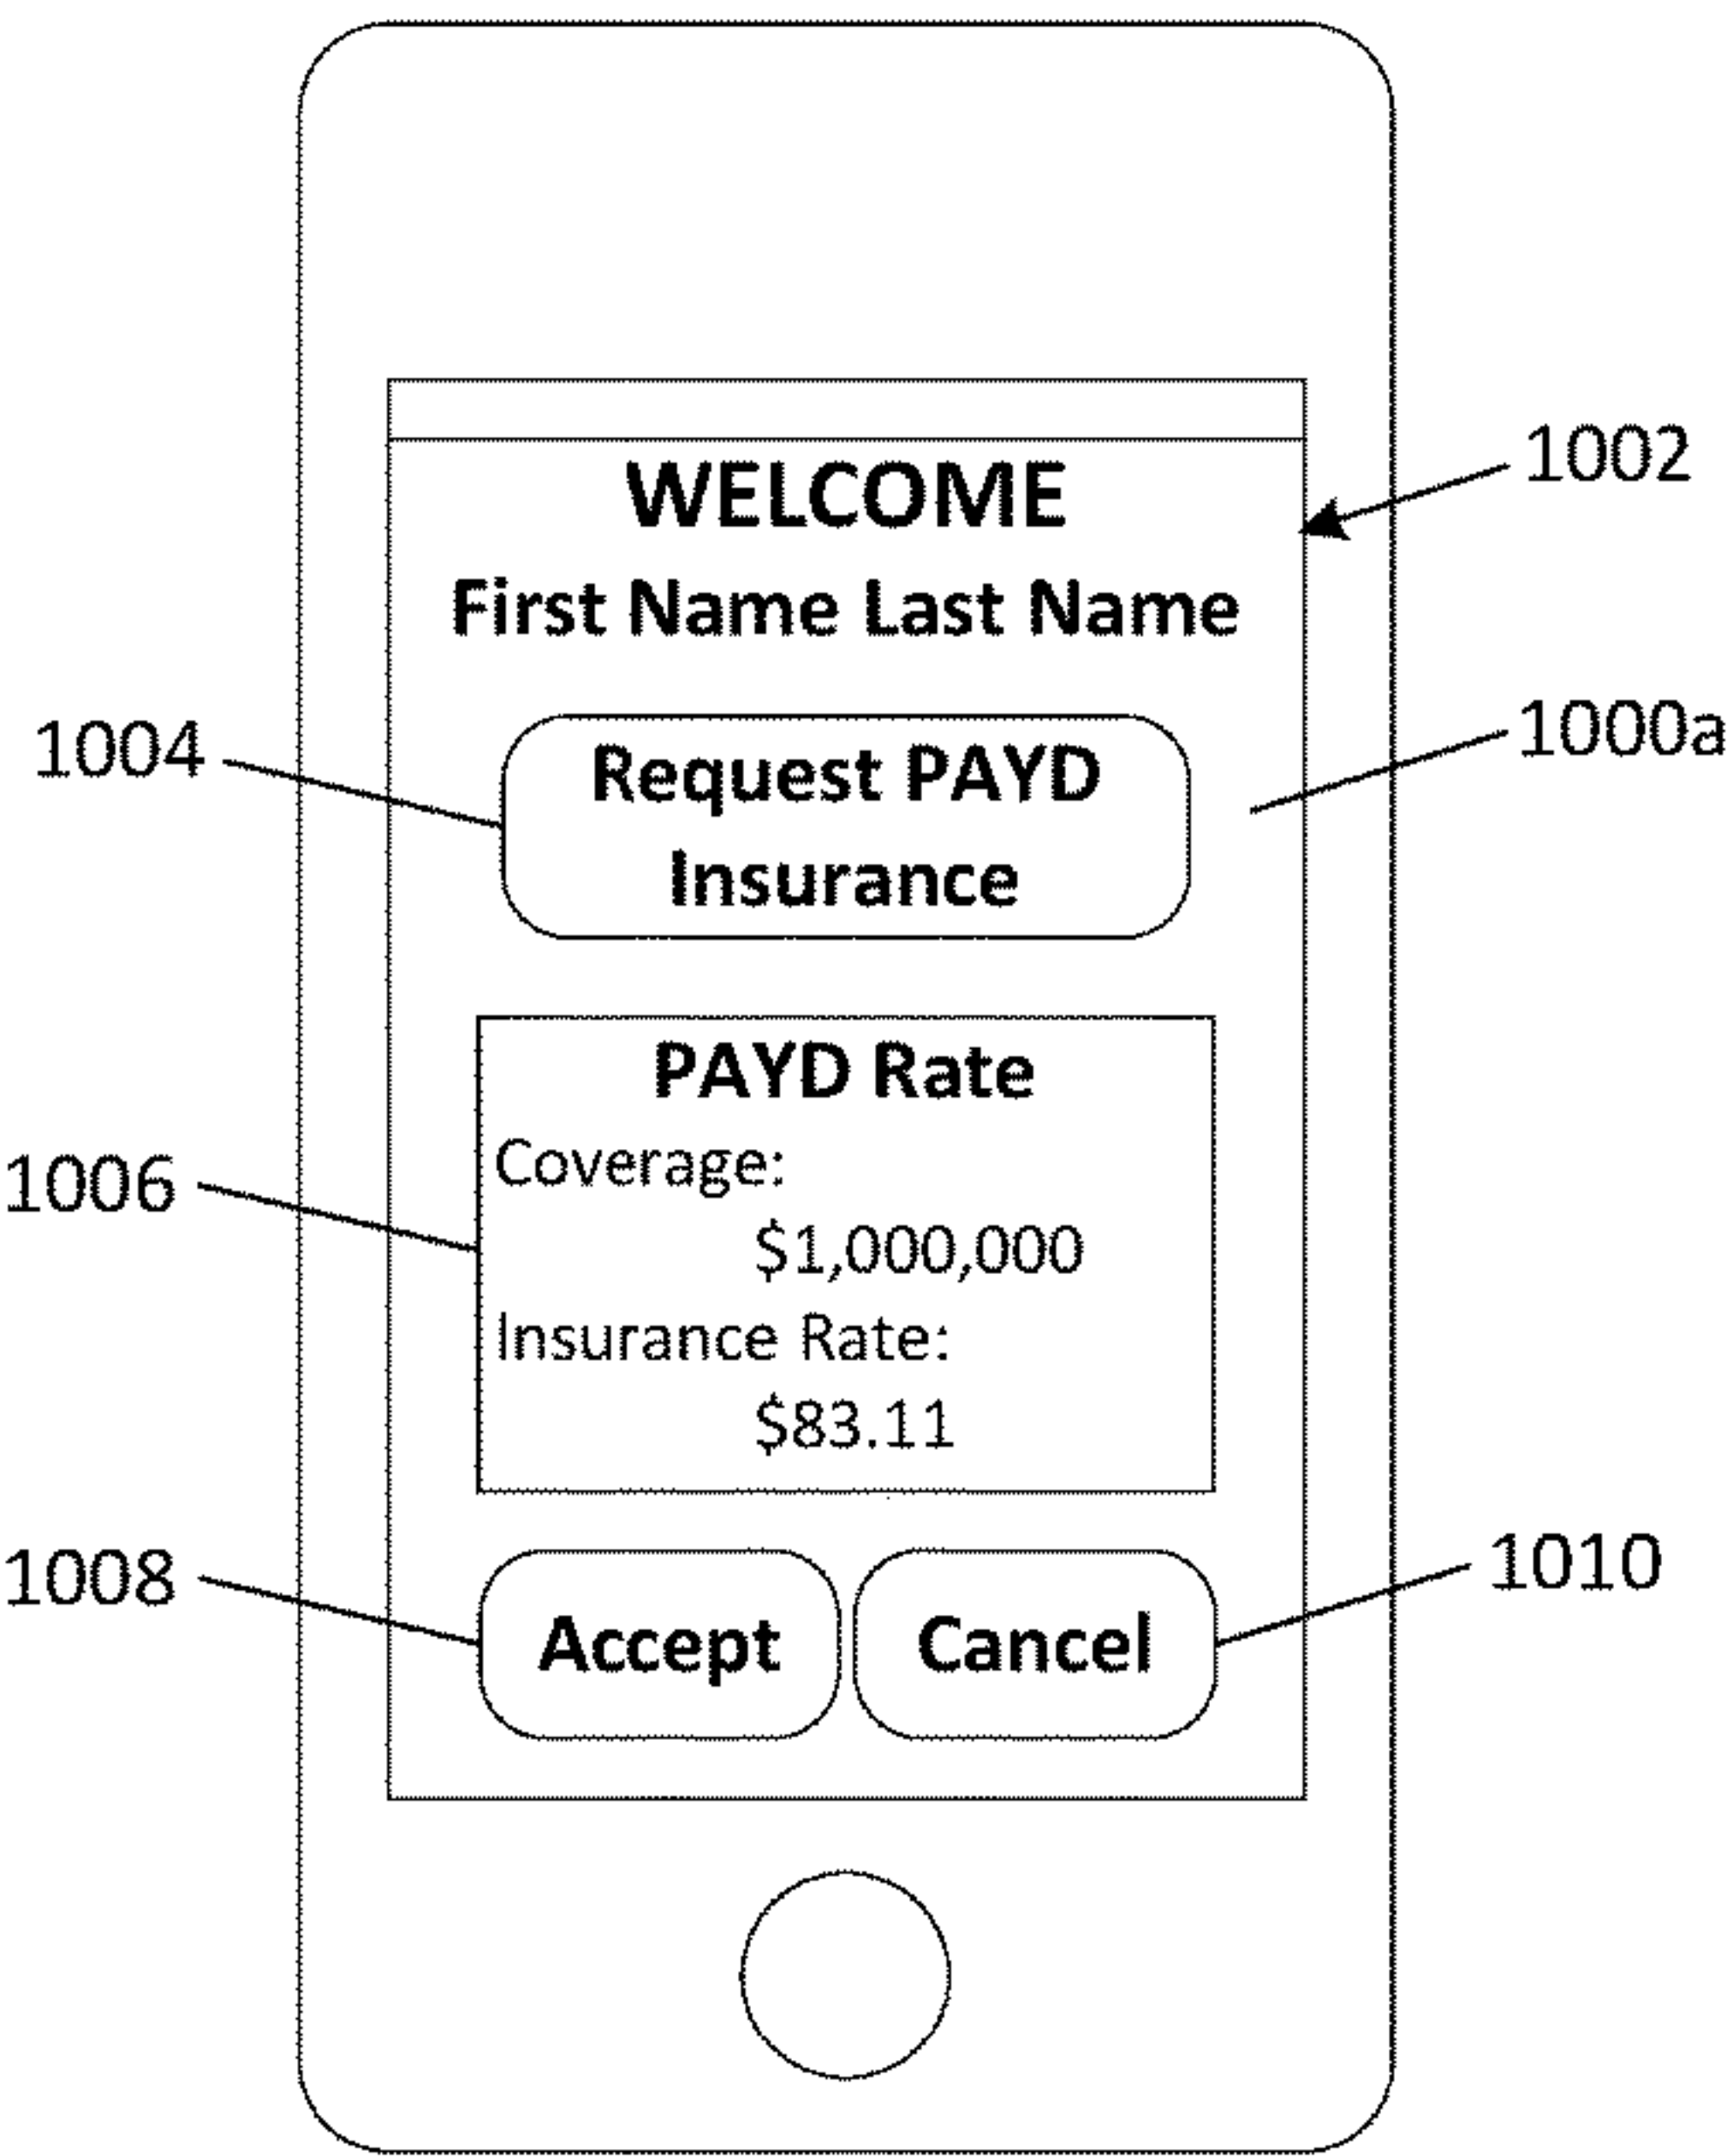 1002
WELCOME
First Name Last Name
1000a
1004
Request PAYD
Insurance
PAYD Rate
1006
Coverage:
$1,000,000
Insurance Rate:
$83.11
1008
1010
Accept
Cancel